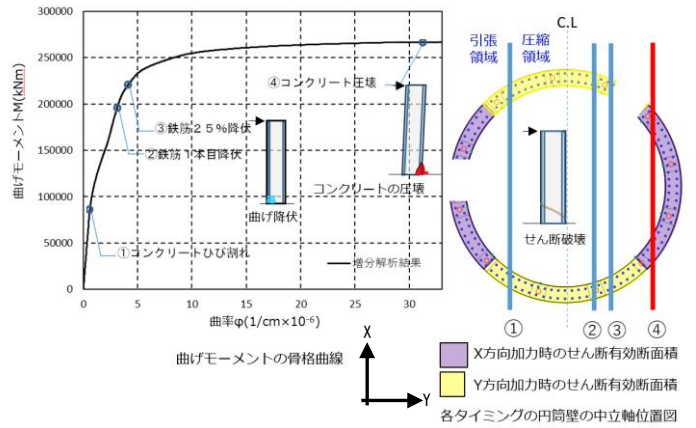 曲げモーメントM(kNm)
300000
250000
200000
150000
100000
50000
0
0
5
10
15
20
25
30
曲率φ(1/cm×10⁻⁶)
④コンクリート圧壊
③鉄筋２５%降伏
②鉄筋１本目降伏
①コンクリートひび割れ
曲げ降伏
コンクリートの圧壊
増分解析結果
曲げモーメントの骨格曲線
X
Y
C.L
引張
領域
圧縮
領域
せん断破壊
①
②
③
④
X方向加力時のせん断有効断面積
Y方向加力時のせん断有効断面積
各タイミングの円筒壁の中立軸位置図